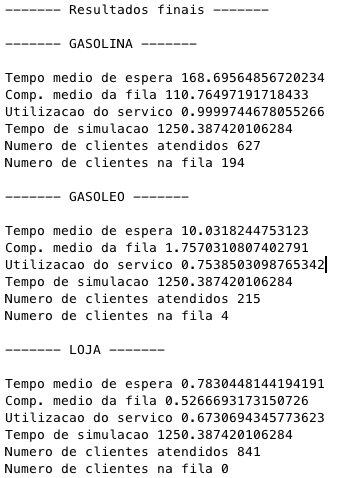 ------- Resultados finais -------
------- GASOLINA -------
Tempo medio de espera 168.69564856720234
Comp. medio da fila 110.76497191718433
Utilizacao do servico 0.9999744678055266
Tempo de simulacao 1250.387420106284
Numero de clientes atendidos 627
Numero de clientes na fila 194
------- GASOLEO -------
Tempo medio de espera 10.0318244753123
Comp. medio da fila 1.7570310807402791
Utilizacao do servico 0.7538503098765342
Tempo de simulacao 1250.387420106284
Numero de clientes atendidos 215
Numero de clientes na fila 4
------- LOJA -------
Tempo medio de espera 0.7830448144194191
Comp. medio da fila 0.5266693173150726
Utilizacao do servico 0.6730694345773623
Tempo de simulacao 1250.387420106284
Numero de clientes atendidos 841
Numero de clientes na fila 0